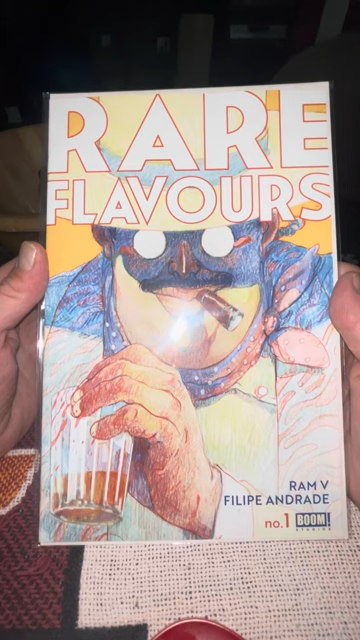 RARE
FLAVOURS
RAM V
FILIPE ANDRADE
no.1 BOOM!
STUDIOS